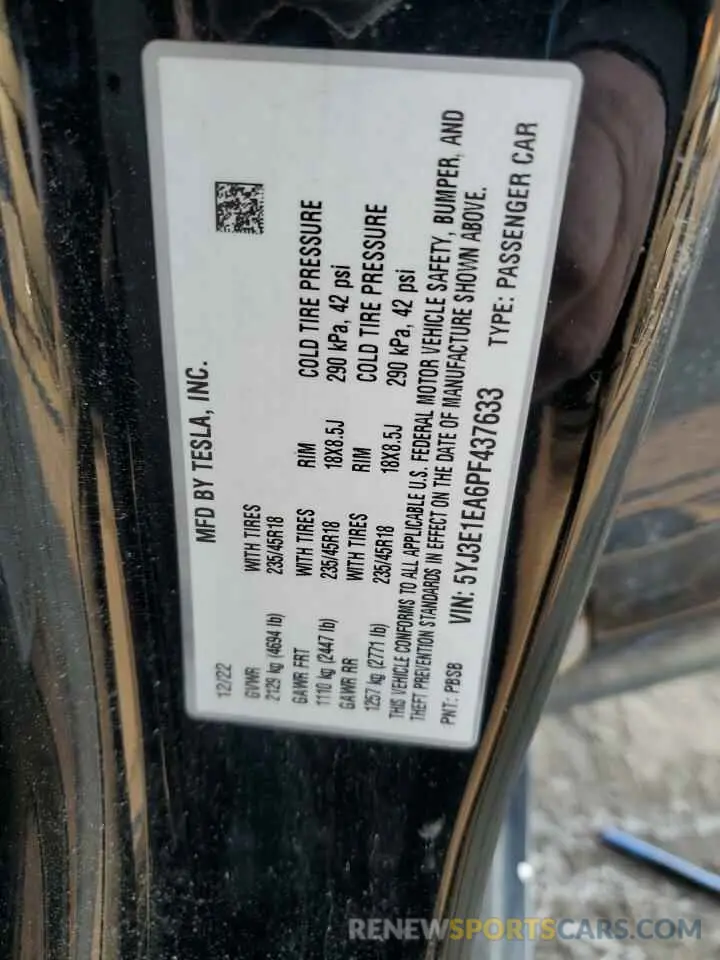 MFD BY TESLA, INC.
12/22
GVWR WITH TIRES
2129 kg (4694 lb) 235/45R18
GAWR FRT WITH TIRES RIM COLD TIRE PRESSURE
1110 kg (2447 lb) 235/45R18 18X8.5J 290 kPa, 42 psi
GAWR RR WITH TIRES RIM COLD TIRE PRESSURE
1257 kg (2771 lb) 235/45R18 18X8.5J 290 kPa, 42 psi
THIS VEHICLE CONFORMS TO ALL APPLICABLE U.S. FEDERAL MOTOR VEHICLE SAFETY, BUMPER, AND
THEFT PREVENTION STANDARDS IN EFFECT ON THE DATE OF MANUFACTURE SHOWN ABOVE.
PNT: PBSB VIN: 5YJ3E1EA6PF437633 TYPE: PASSENGER CAR
RENEWSPORTSCARS.COM